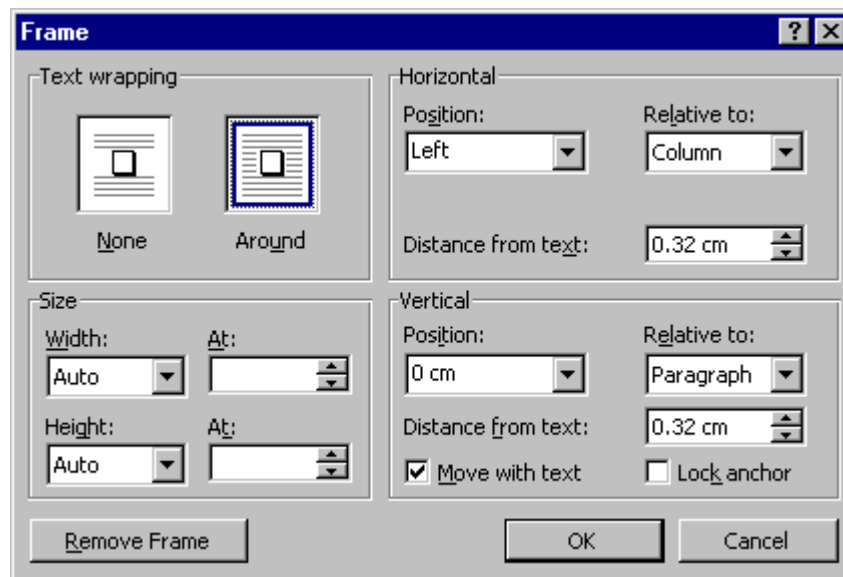 Frame
Text wrapping
None
Around
Horizontal
Position:
Relative to:
Left
Column
Distance from text:
0.32 cm
Size
Width:
At:
Auto
Height:
At:
Auto
Vertical
Position:
Relative to:
0 cm
Paragraph
Distance from text:
0.32 cm
Move with text
Lock anchor
Remove Frame
OK
Cancel